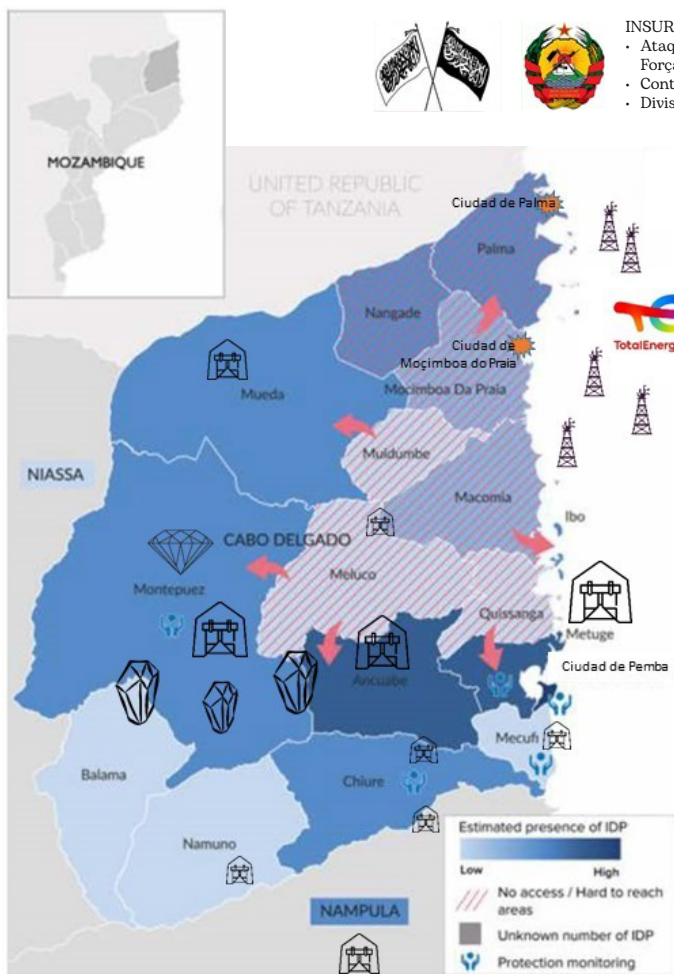 INSUR
• Ataq
Força
• Cont
• Divis
MOZAMBIQUE
UNITED REPUBLIC
OF TANZANIA
Ciudad de Palma
Palma
Nangade
Ciudad de
Moçimboa do Praia
TotalEnerg
Mocimboa Da Praia
Mueda
Muidumbe
NIASSA
Macomia
Ibo
CABO DELGADO
Meluco
Montepuez
Quissanga
Metuge
Ciudad de Pemba
Ancuabe
Mecufi
Balama
Chiure
Namuno
NAMPULA
Estimated presence of IDP
Low High
No access / Hard to reach
areas
Unknown number of IDP
Protection monitoring